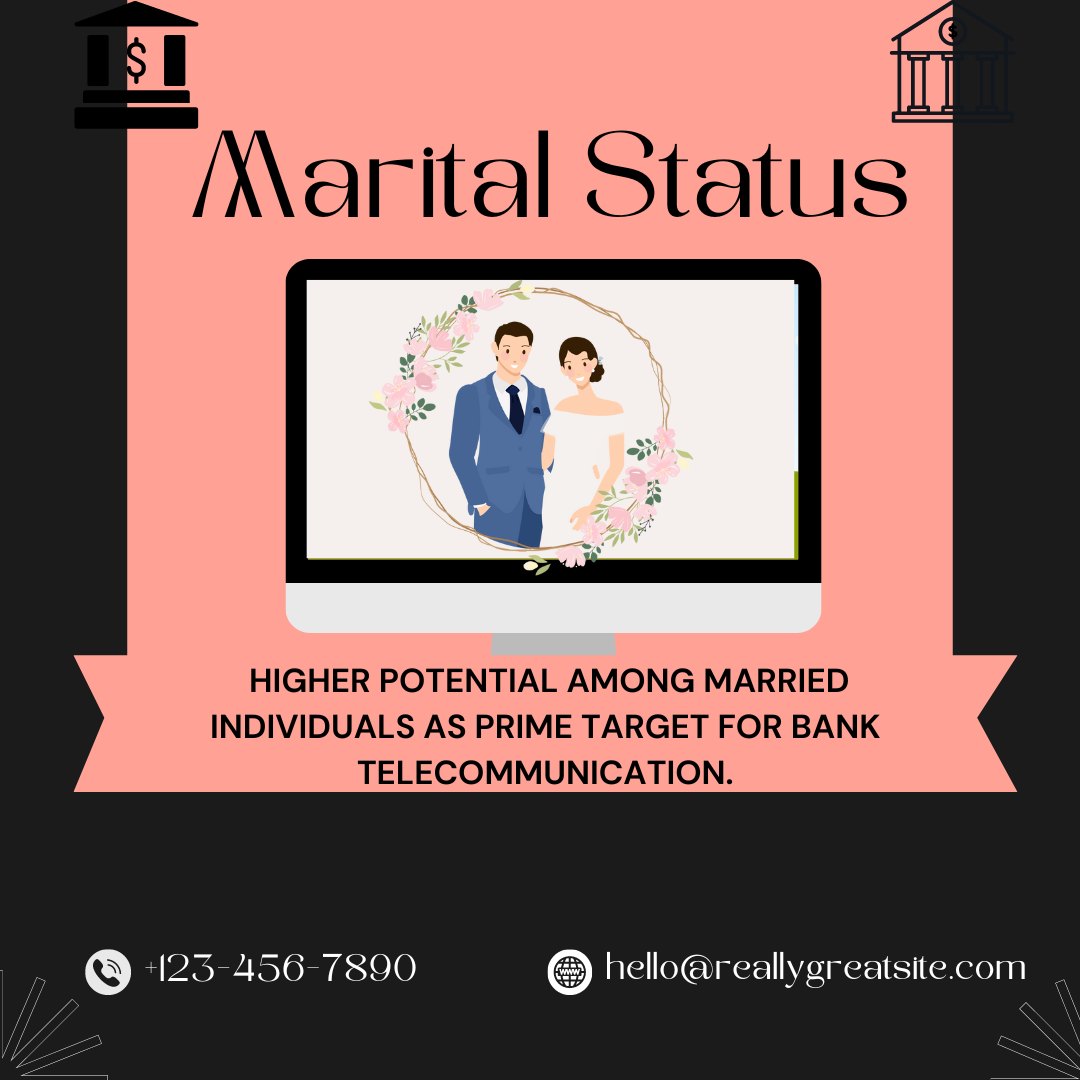 $
$
Marital Status
HIGHER POTENTIAL AMONG MARRIED
INDIVIDUALS AS PRIME TARGET FOR BANK
TELECOMMUNICATION.
+123-456-7890
www
hello@reallygreatsite.com